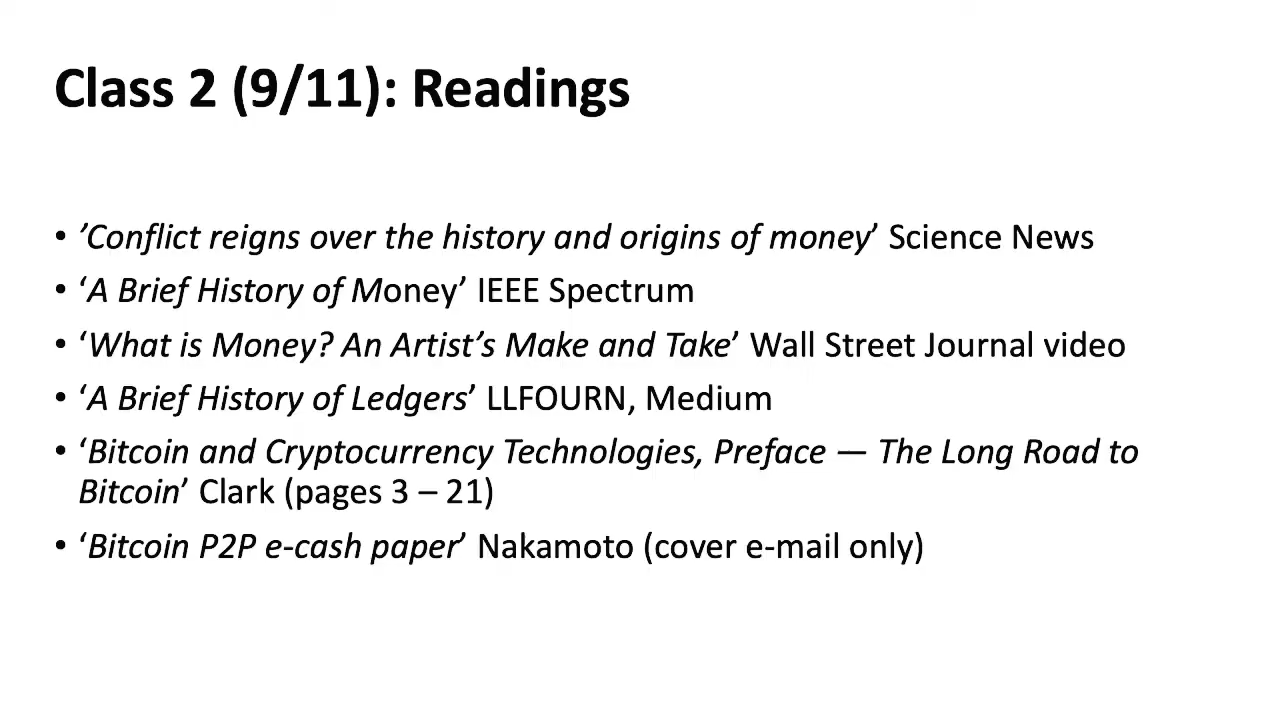 Class 2 (9/11): Readings
• ’Conflict reigns over the history and origins of money’ Science News
• ‘A Brief History of Money’ IEEE Spectrum
• ‘What is Money? An Artist’s Make and Take’ Wall Street Journal video
• ‘A Brief History of Ledgers’ LLFOURN, Medium
• ‘Bitcoin and Cryptocurrency Technologies, Preface — The Long Road to
Bitcoin’ Clark (pages 3 – 21)
• ‘Bitcoin P2P e-cash paper’ Nakamoto (cover e-mail only)